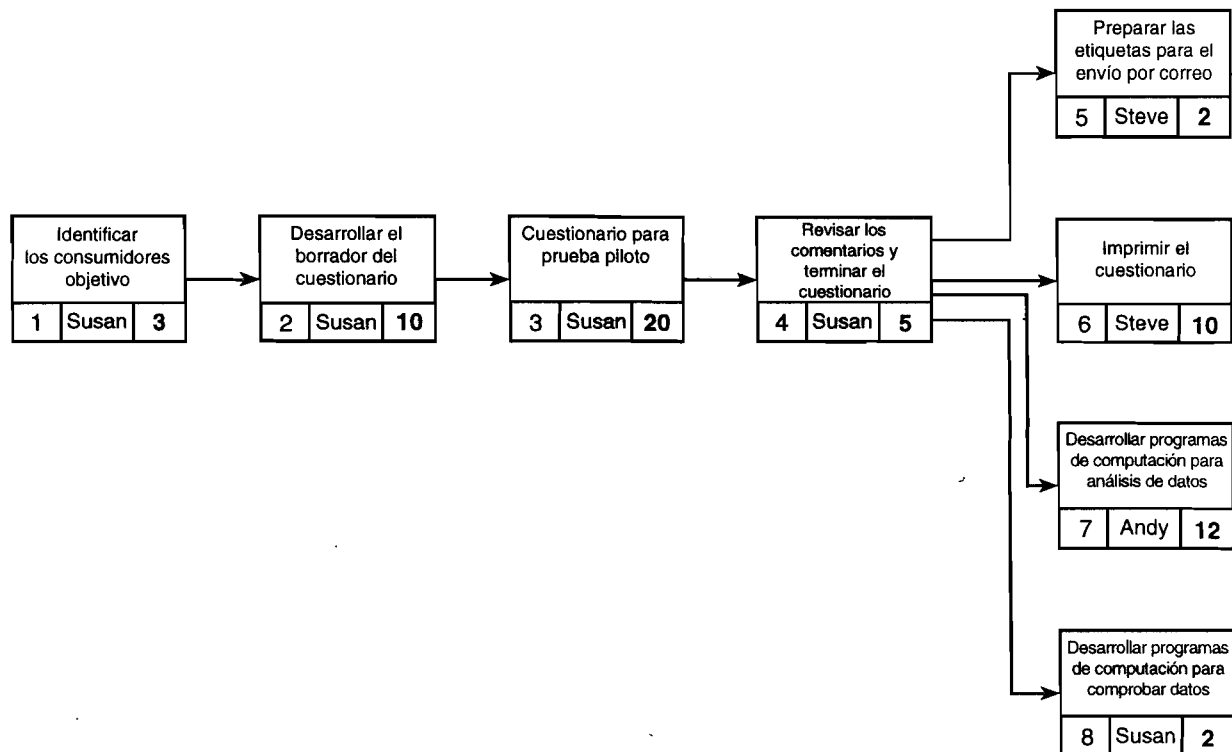 Preparar las
etiquetas para el
envío por correo
5 Steve 2
Identificar
los consumidores
objetivo
1 Susan 3
Desarrollar el
borrador del
cuestionario
2 Susan 10
Cuestionario para
prueba piloto
3 Susan 20
Revisar los
comentarios y
terminar el
cuestionario
4 Susan 5
Imprimir el
cuestionario
6 Steve 10
Desarrollar programas
de computación para
análisis de datos
7 Andy 12
Desarrollar programas
de computación para
comprobar datos
8 Susan 2